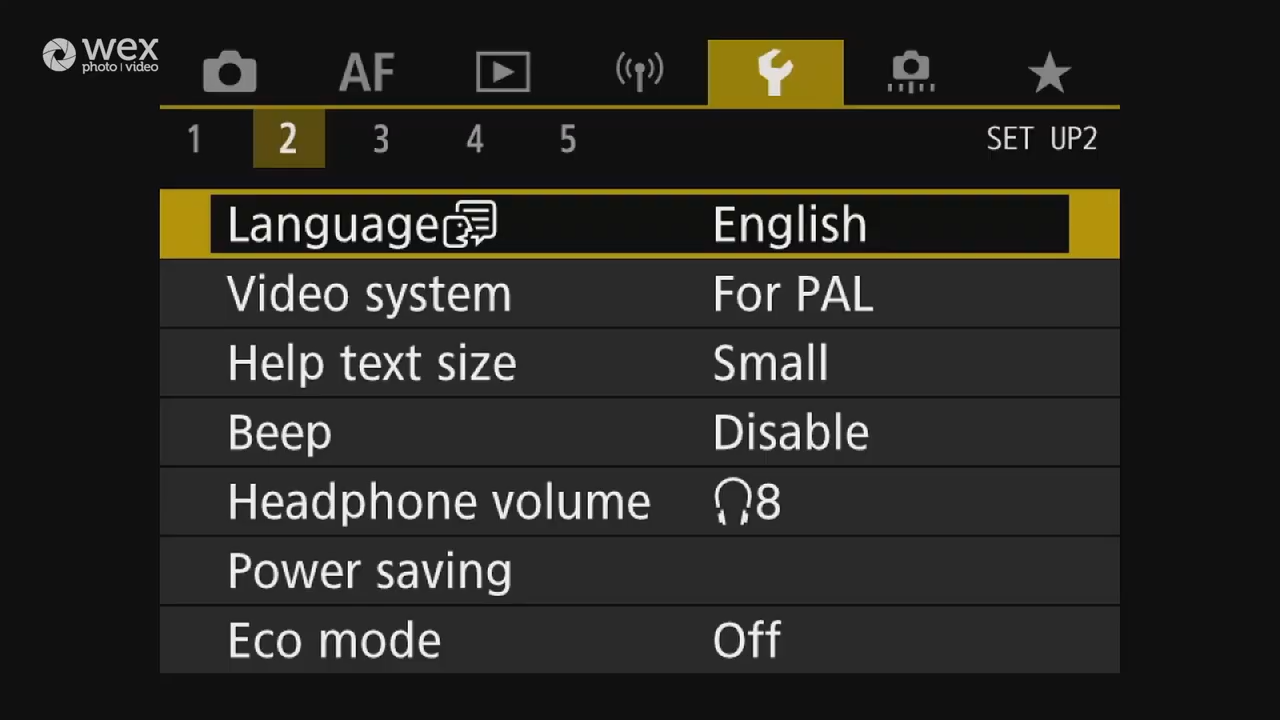 wex
photo | video
AF
1 2 3 4 5 SET UP2
Language English
Video system For PAL
Help text size Small
Beep Disable
Headphone volume 8
Power saving
Eco mode Off